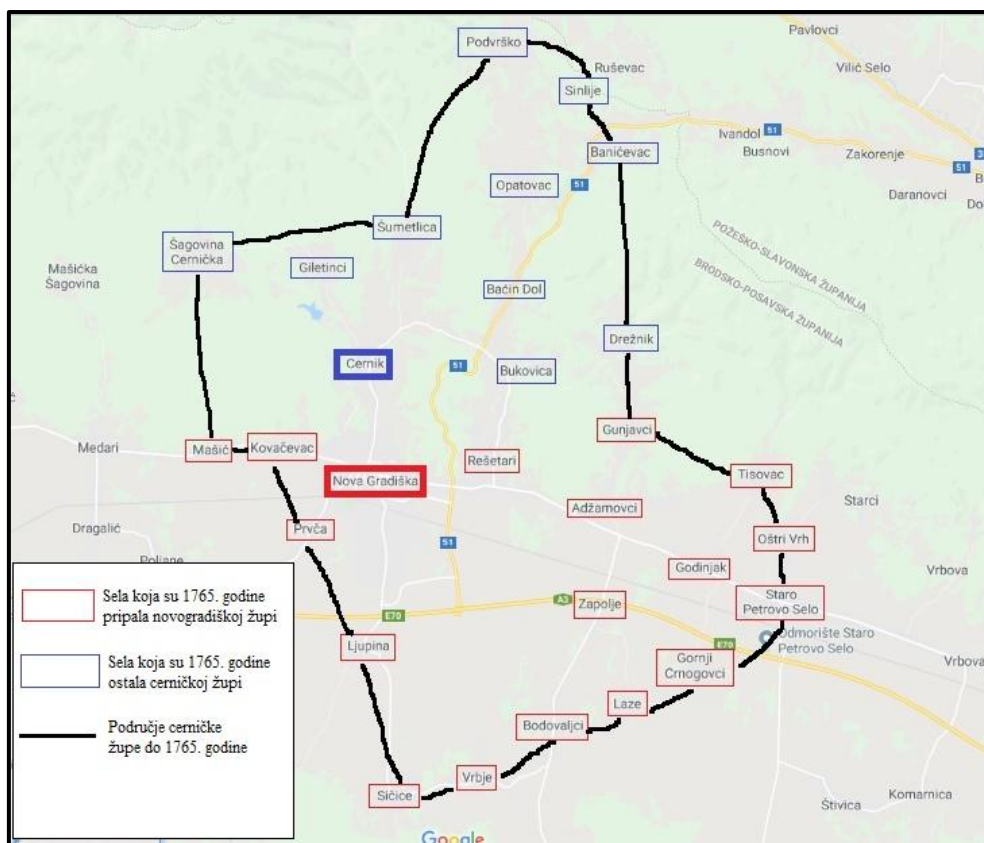 Pavlovci
Podvrško
Ruševac
Vilić Selo
Sinlije
51
Ivandol
51
Busnovi
Banićevac
Zakorenje
51
Opatovac
51
Daranovci
Šumetlica
Šagovina
Cernička
Giletinci
Mašićka
Šagovina
POŽEŠKO-SLAVONSKA ŽUPANIJA
BRODSKO-POSAVSKA ŽUPANIJA
Baćin Dol
Drežnik
Cernik
51
Bukovica
Gunjavci
Medari
Mašić
Kovačevac
Rešetari
Tisovac
Nova Gradiška
Starci
Adžamovci
Dragalić
Prvča
Oštri Vrh
51
Poljane
Godinjak
Vrbova
Staro
Petrovo Selo
A3
Zapolje
E70
E70
Odmorište Staro
Petrovo Selo
Ljupina
Gornji
Crnogovci
Vrbova
Laze
Bodovaljci
Vrbje
Sičice
Komarnica
Štivica
Google
Sela koja su 1765. godine
pripala novogradiškoj župi
Sela koja su 1765. godine
ostala cerničkoj župi
Područje cerničke
župe do 1765. godine